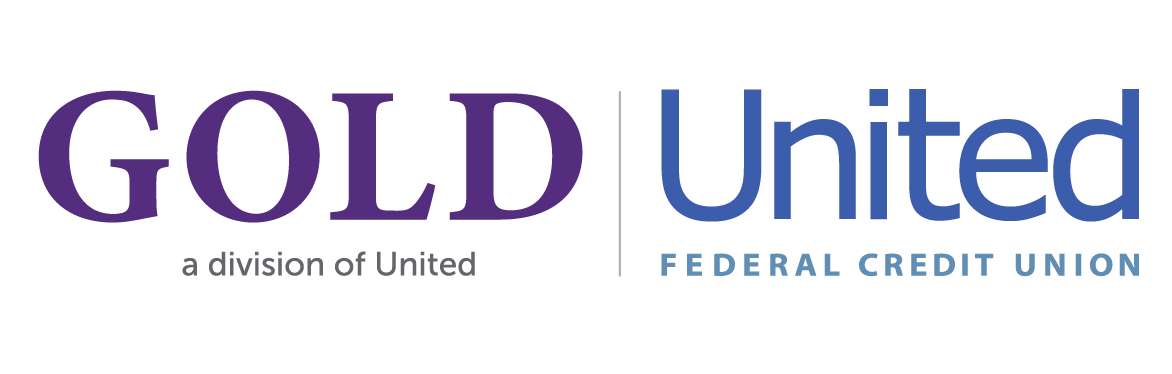 GOLD
a division of United
United
FEDERAL CREDIT UNION